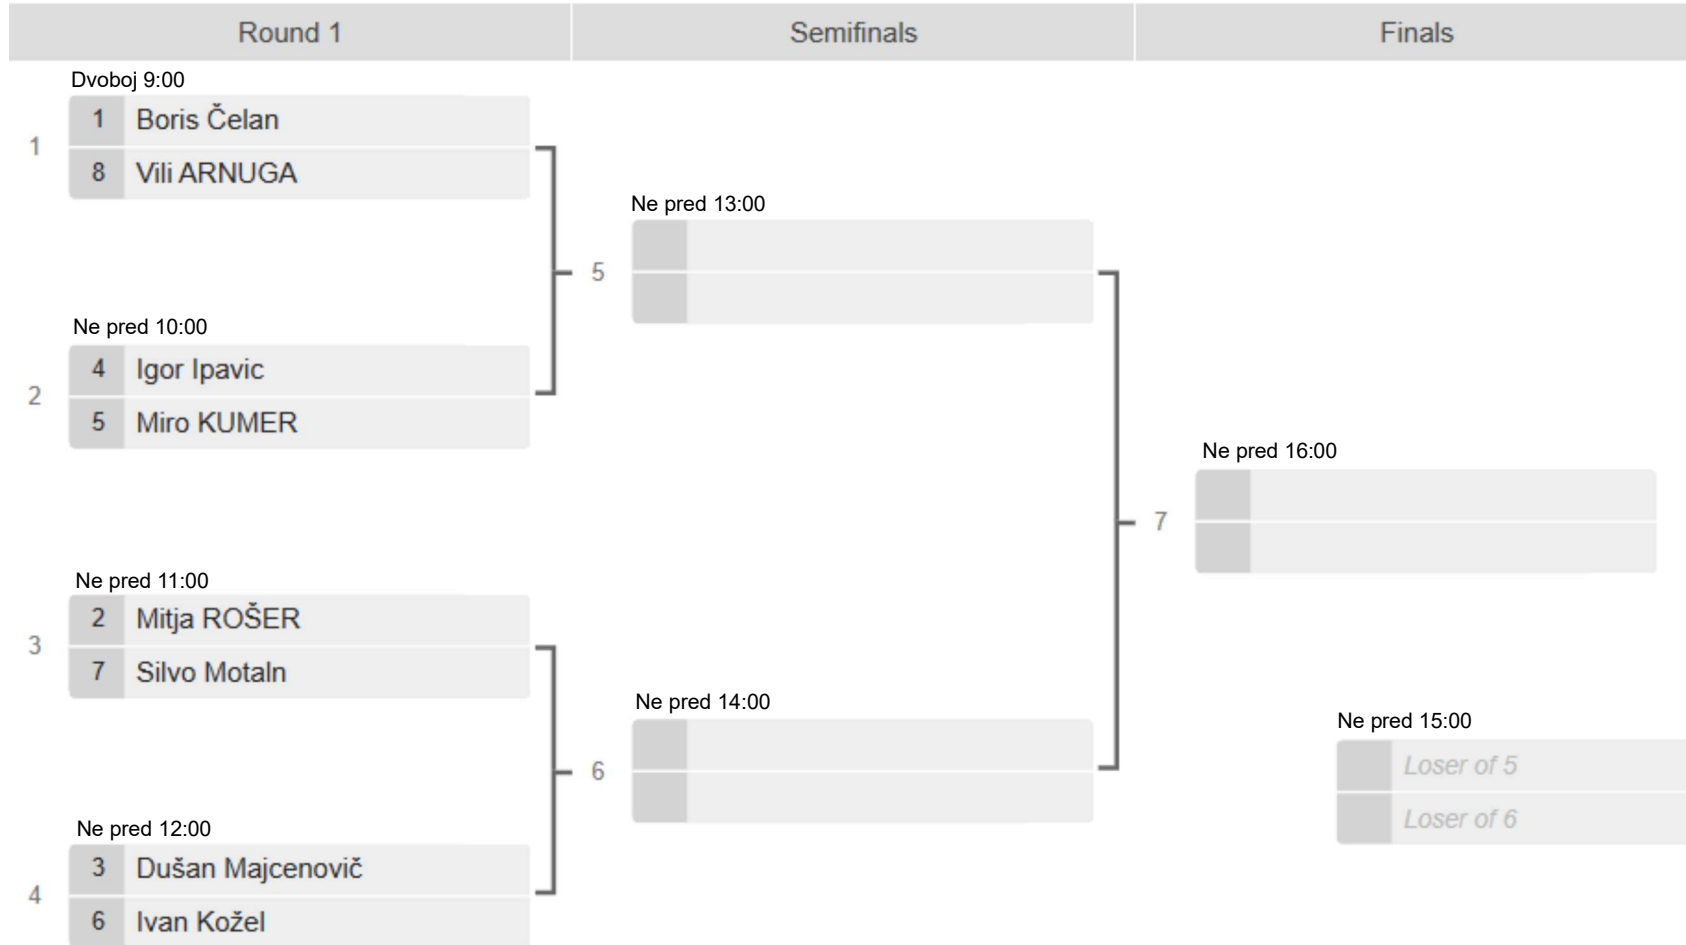 Round 1
Semifinals
Finals
Dvoboj 9:00
1
1 Boris Čelan
8 Vili ARNUGA
Ne pred 10:00
2
4 Igor Ipavic
5 Miro KUMER
Ne pred 11:00
3
2 Mitja ROŠER
7 Silvo Motaln
Ne pred 12:00
4
3 Dušan Majcenovič
6 Ivan Kožel
Ne pred 13:00
5
Ne pred 14:00
6
Ne pred 16:00
7
Ne pred 15:00
Loser of 5
Loser of 6